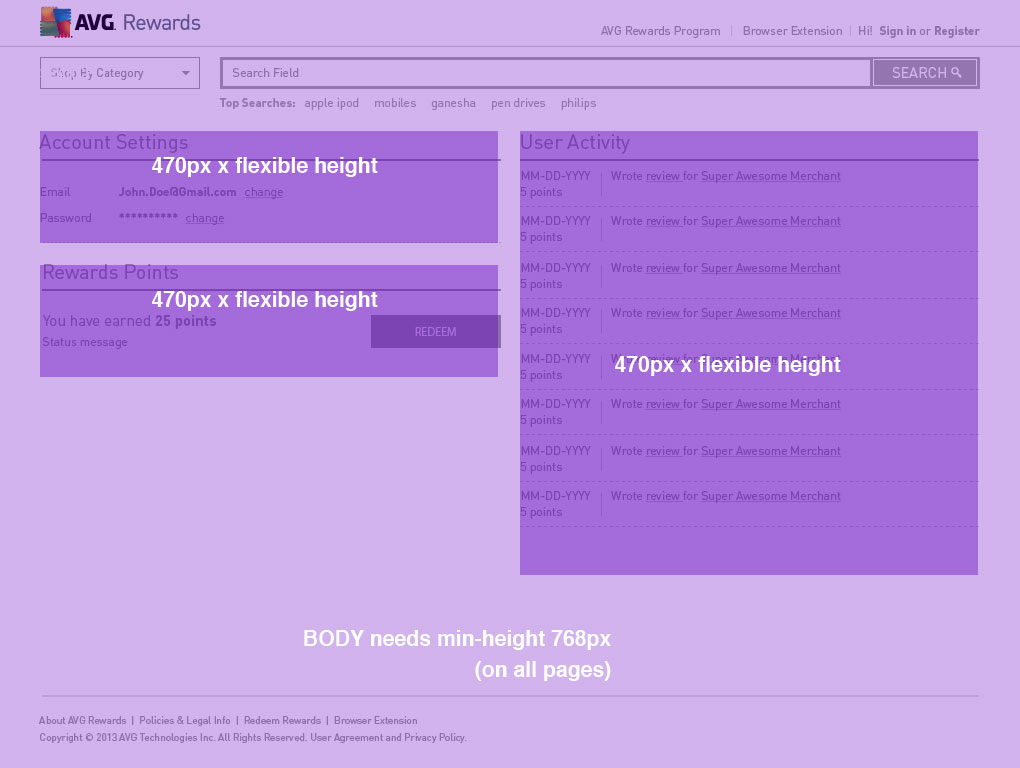 AVG. Rewards
AVG Rewards Program | Browser Extension | Hi! Sign in or Register
Shop By Category
Search Field
SEARCH
Top Searches: apple ipod mobiles ganesha pen drives philips
Account Settings
470px x flexible height
Email John.Doe@Gmail.com change
Password ********** change
Rewards Points
470px x flexible height
You have earned 25 points
REDEEM
Status message
User Activity
MM-DD-YYYY
5 points
Wrote review for Super Awesome Merchant
MM-DD-YYYY
5 points
Wrote review for Super Awesome Merchant
MM-DD-YYYY
5 points
Wrote review for Super Awesome Merchant
MM-DD-YYYY
5 points
Wrote review for Super Awesome Merchant
MM-DD-YYYY
5 points
Wrote review for Super Awesome Merchant
470px x flexible height
MM-DD-YYYY
5 points
Wrote review for Super Awesome Merchant
MM-DD-YYYY
5 points
Wrote review for Super Awesome Merchant
MM-DD-YYYY
5 points
Wrote review for Super Awesome Merchant
BODY needs min-height 768px
(on all pages)
About AVG Rewards | Policies & Legal Info | Redeem Rewards | Browser Extension
Copyright © 2013 AVG Technologies Inc. All Rights Reserved. User Agreement and Privacy Policy.